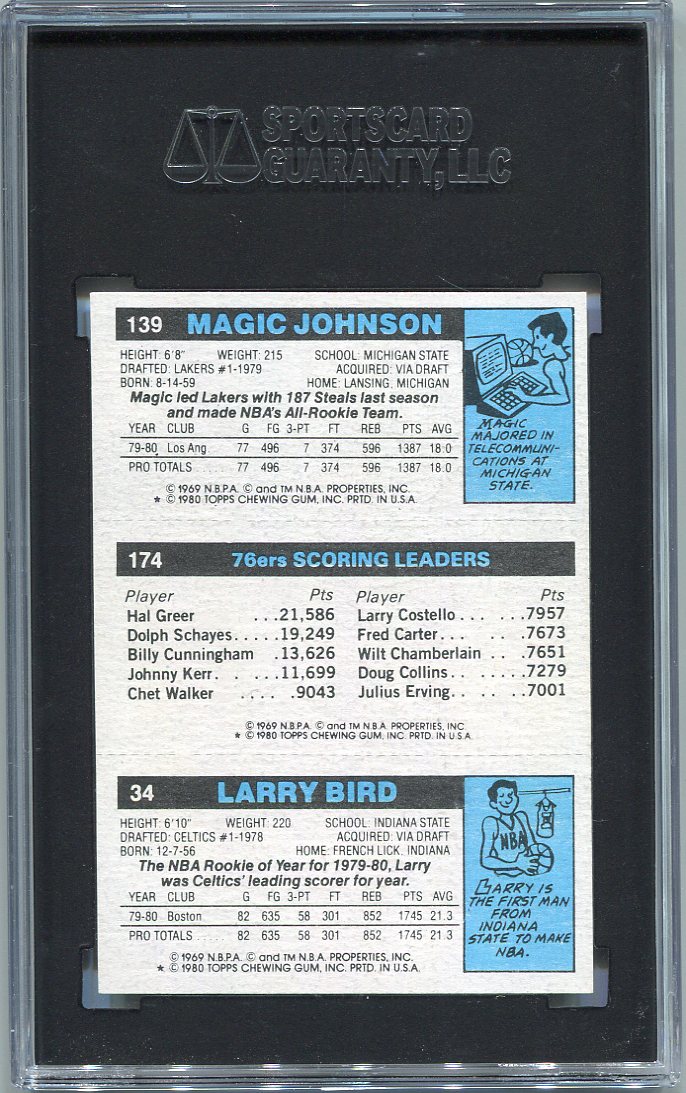 SPORTSCARD
GUARANTY, LLC
139 MAGIC JOHNSON
HEIGHT: 6'8" WEIGHT: 215 SCHOOL: MICHIGAN STATE
DRAFTED: LAKERS #1-1979 ACQUIRED: VIA DRAFT
BORN: 8-14-59 HOME: LANSING, MICHIGAN
Magic led Lakers with 187 Steals last season
and made NBA's All-Rookie Team.
YEAR CLUB G FG 3-PT FT REB PTS AVG
79-80 Los Ang 77 496 7 374 596 1387 18.0
PRO TOTALS ..... 77 496 7 374 596 1387 18.0
© 1969 N.B.P.A. © and TM N.B.A. PROPERTIES, INC.
★ © 1980 TOPPS CHEWING GUM, INC. PRTD. IN U.S.A.
MAGIC
MAJORED IN
TELECOMMUNI-
CATIONS AT
MICHIGAN
STATE.
174 76ers SCORING LEADERS
Player Pts Player Pts
Hal Greer ...21,586 Larry Costello... ...7957
Dolph Schayes.....19,249 Fred Carter... ...7673
Billy Cunningham .13,626 Wilt Chamberlain .. ..7651
Johnny Kerr. ...11,699 Doug Collins.. .....7279
Chet Walker .... .9043 Julius Erving.. .. ..7001
© 1969 N.B.P.A. © and TM N.B.A. PROPERTIES, INC.
★ © 1980 TOPPS CHEWING GUM, INC. PRTD. IN U.S.A.
34 LARRY BIRD
HEIGHT: 6'10" WEIGHT: 220 SCHOOL: INDIANA STATE
DRAFTED: CELTICS #1-1978 ACQUIRED: VIA DRAFT
BORN: 12-7-56 HOME: FRENCH LICK, INDIANA
The NBA Rookie of Year for 1979-80, Larry
was Celtics' leading scorer for year.
YEAR CLUB G FG 3-PT FT REB PTS AVG
79-80 Boston 82 635 58 301 852 1745 21.3
PRO TOTALS ..... 82 635 58 301 852 1745 21.3
© 1969 N.B.P.A. © and TM N.B.A. PROPERTIES, INC.
★ © 1980 TOPPS CHEWING GUM, INC. PRTD. IN U.S.A.
NBA
LARRY IS
THE FIRST MAN
FROM
INDIANA
STATE TO MAKE
NBA.